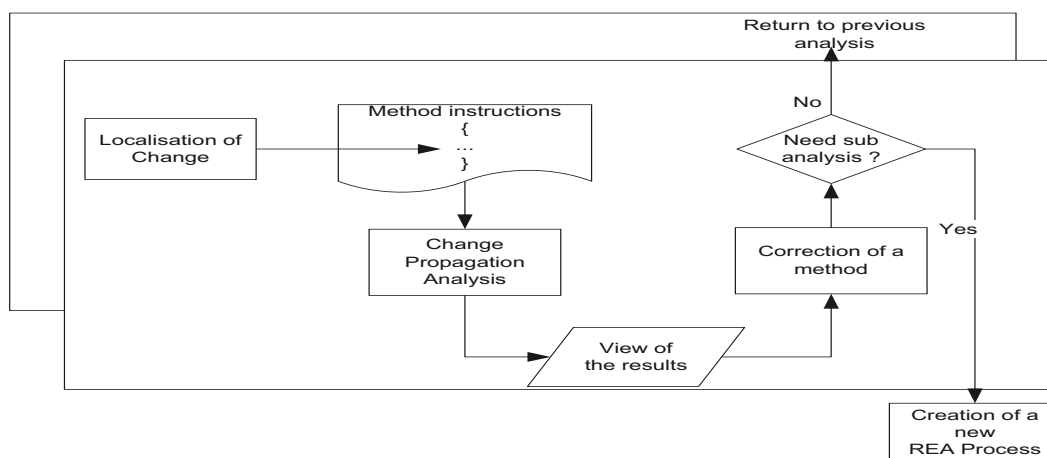 Return to previous
analysis
Localisation of
Change
Method instructions
{
...
}
No
Need sub
analysis ?
Yes
Change
Propagation
Analysis
Correction of a
method
View of
the results
Creation of a
new
REA Process